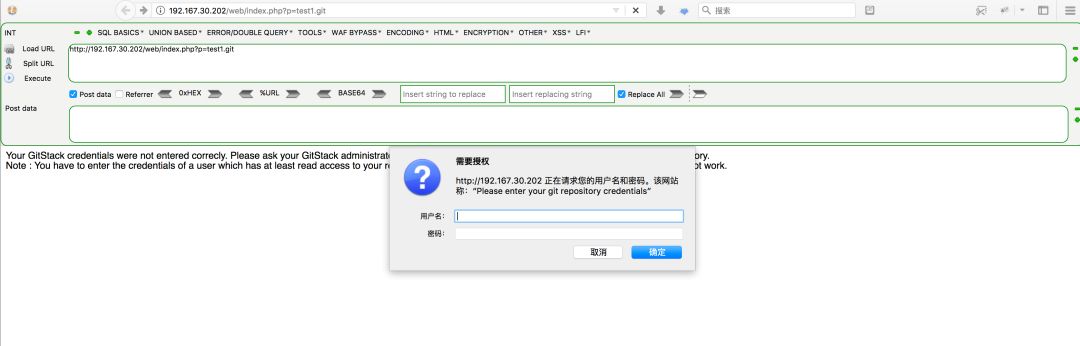 192.167.30.202/web/index.php?p=test1.git
搜索
INT
SQL BASICS UNION BASED ERROR/DOUBLE QUERY TOOLS WAF BYPASS ENCODING HTML ENCRYPTION OTHER XSS LFI
Load URL
http://192.167.30.202/web/index.php?p=test1.git
Split URL
Execute
Post data Referrer 0xHEX %URL BASE64 Insert string to replace Insert replacing string Replace All
Post data
Your GitStack credentials were not entered correcly. Please ask your GitStack administrat
ory.
Note : You have to enter the credentials of a user which has at least read access to your re
ot work.
需要授权
http://192.167.30.202 正在请求您的用户名和密码。该网站
称：“Please enter your git repository credentials”
用户名：
密码：
取消 确定